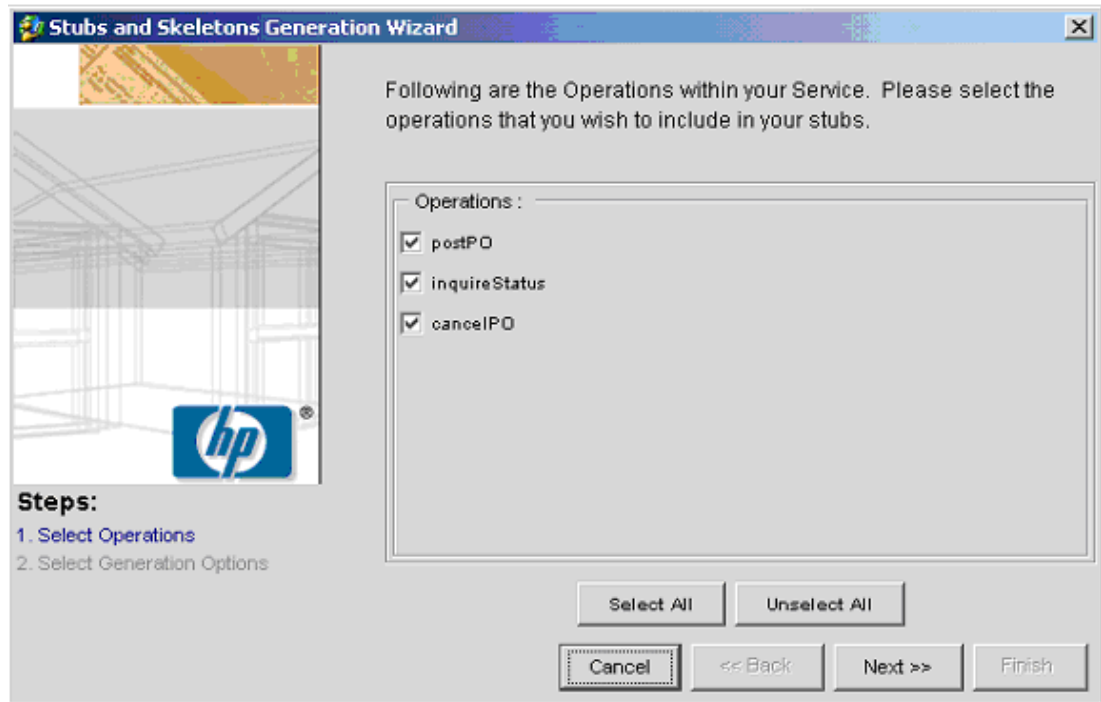 Stubs and Skeletons Generation Wizard
Following are the Operations within your Service. Please select the
operations that you wish to include in your stubs.
Operations :
postPO
inquireStatus
cancelPO
hp ®
Steps:
1. Select Operations
2. Select Generation Options
Select All
Unselect All
Cancel
<< Back
Next >>
Finish